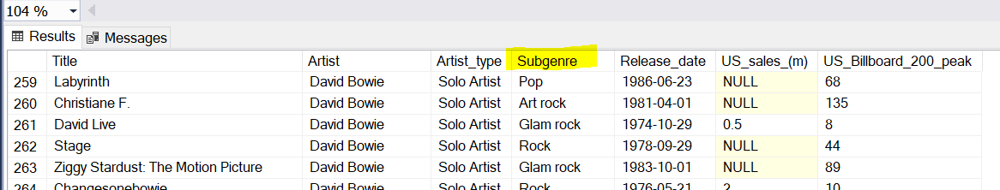 104 %
Results Messages
Title Artist Artist_type Subgenre Release_date US_sales_(m) US_Billboard_200_peak
259 Labyrinth David Bowie Solo Artist Pop 1986-06-23 NULL 68
260 Christiane F. David Bowie Solo Artist Art rock 1981-04-01 NULL 135
261 David Live David Bowie Solo Artist Glam rock 1974-10-29 0.5 8
262 Stage David Bowie Solo Artist Rock 1978-09-29 NULL 44
263 Ziggy Stardust: The Motion Picture David Bowie Solo Artist Glam rock 1983-10-01 NULL 89
264 Changesonebowie David Bowie Solo Artist Rock 1976-05-21 2 10